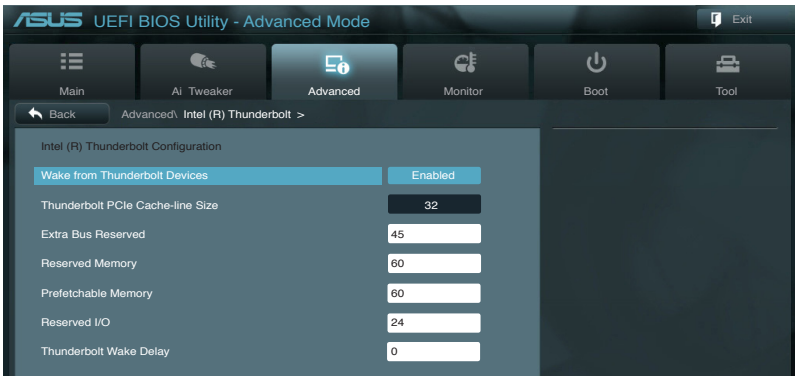 ASUS UEFI BIOS Utility - Advanced Mode
Exit
Main
Ai Tweaker
Advanced
Monitor
Boot
Tool
Back
Advanced\ Intel (R) Thunderbolt >
Intel (R) Thunderbolt Configuration
Wake from Thunderbolt Devices Enabled
Thunderbolt PCIe Cache-line Size 32
Extra Bus Reserved 45
Reserved Memory 60
Prefetchable Memory 60
Reserved I/O 24
Thunderbolt Wake Delay 0